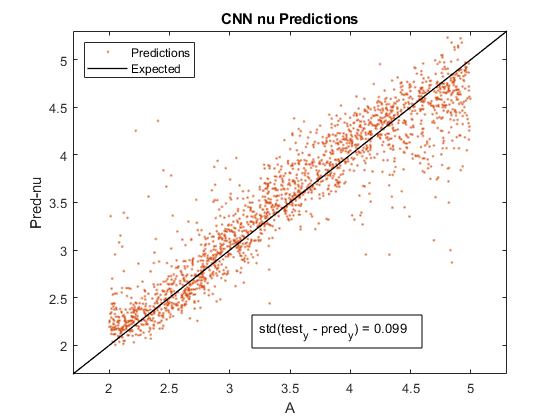 CNN nu Predictions
Predictions
Expected
Pred-nu
5
4.5
4
3.5
3
2.5
2
std(test_y - pred_y) = 0.099
2 2.5 3 3.5 4 4.5 5
A